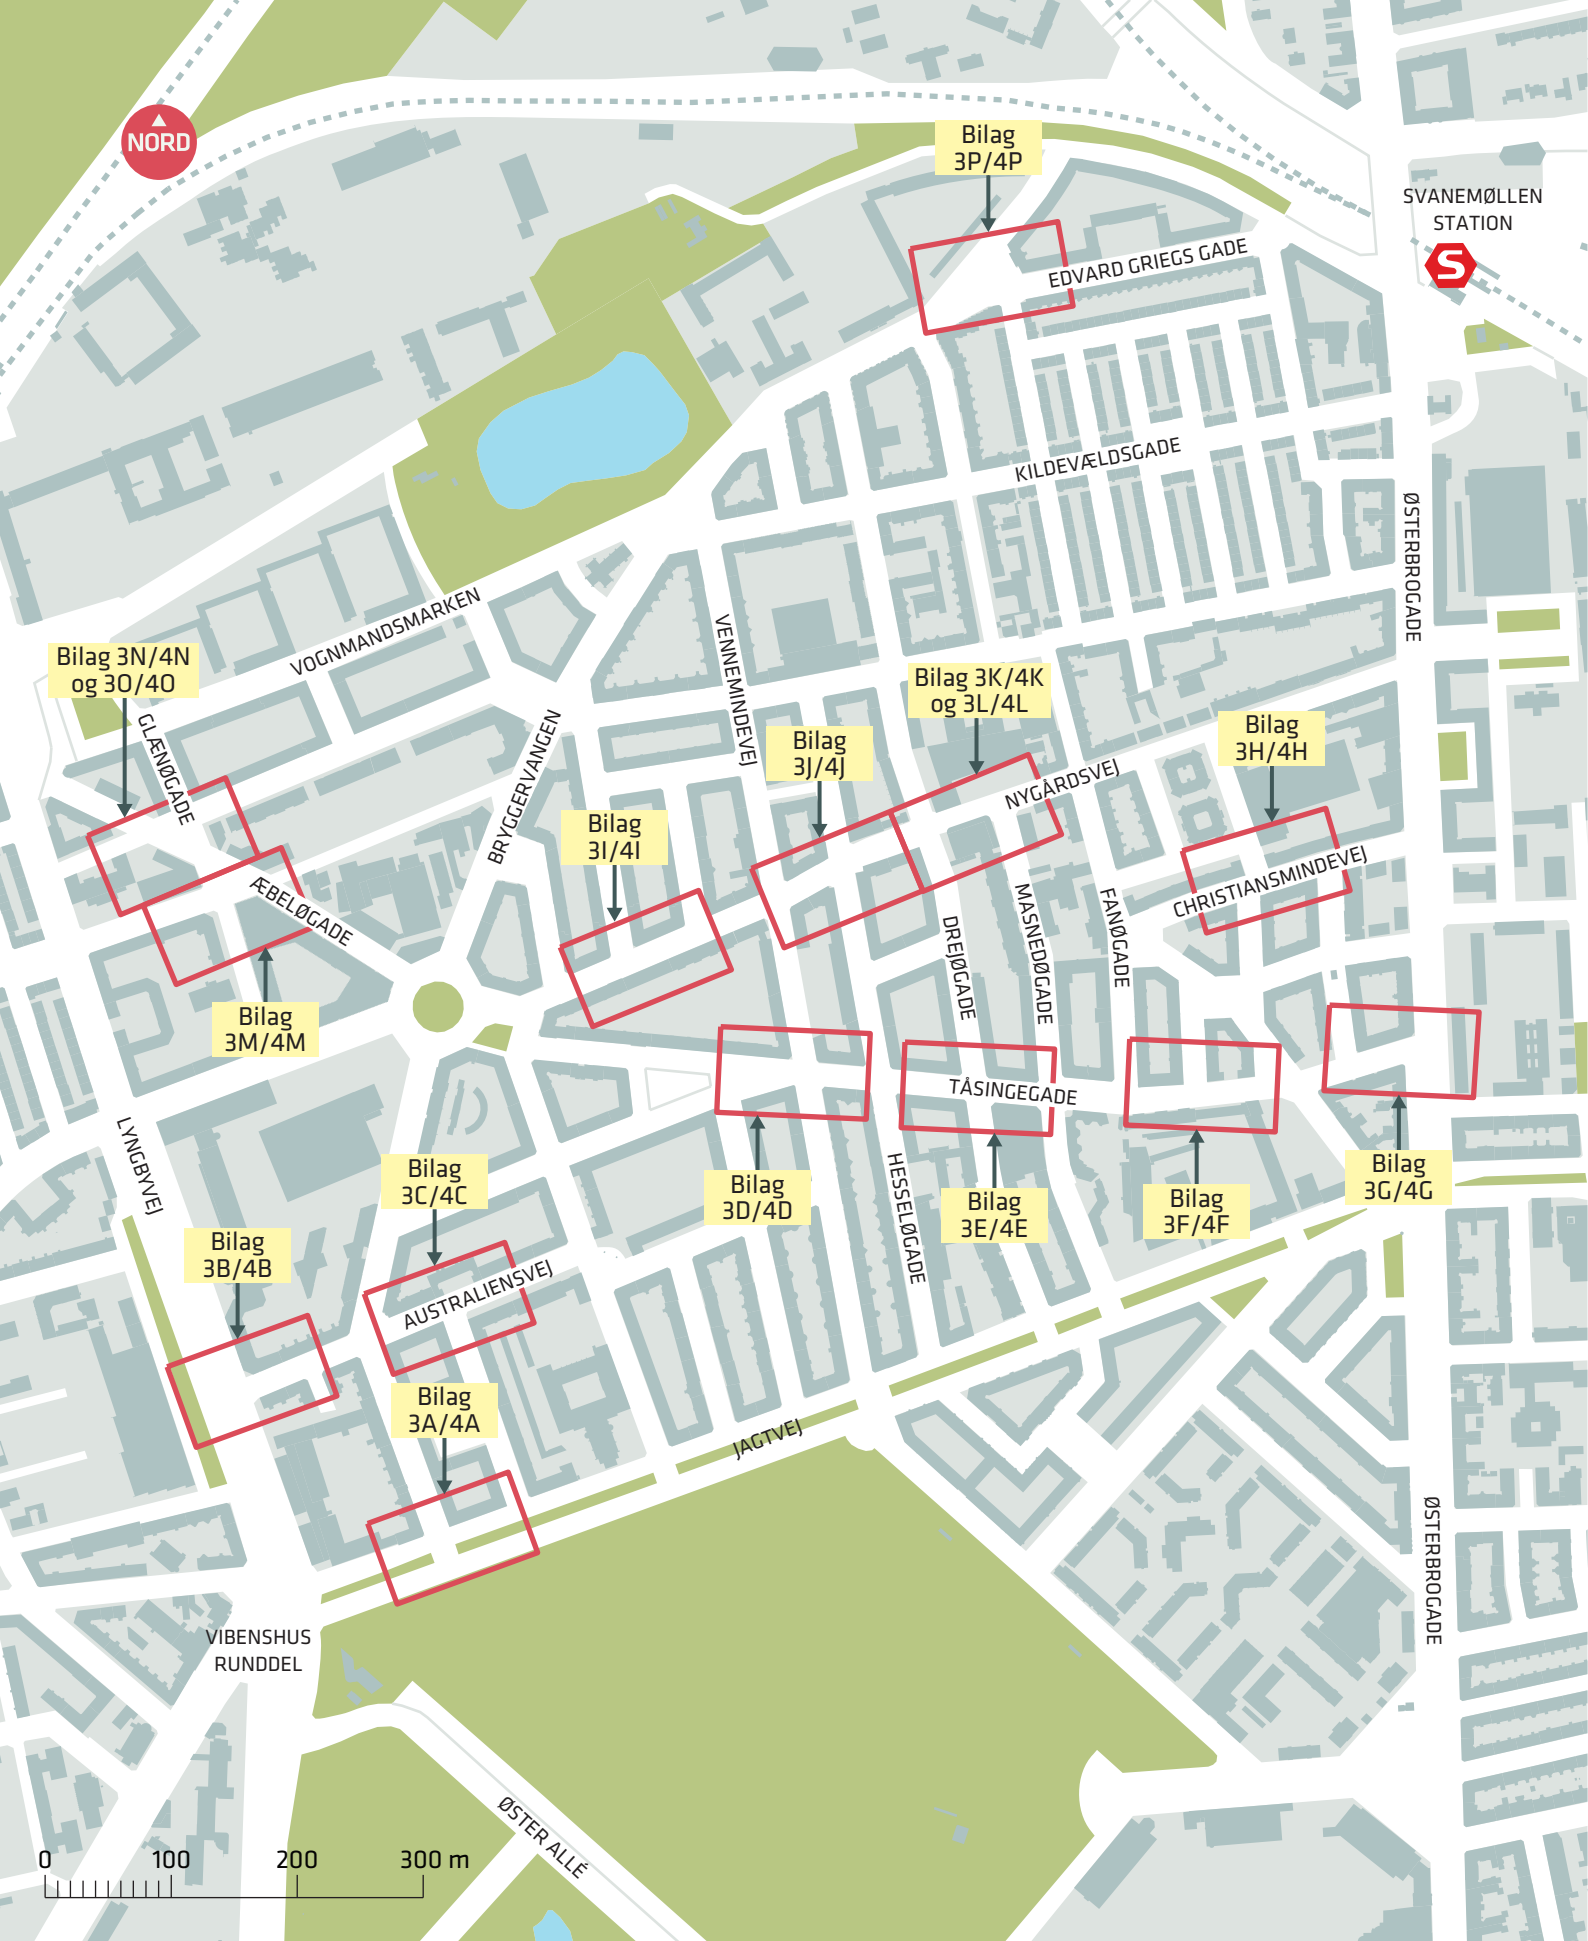 NORD
Bilag
3P/4P
SVANEMØLLEN
STATION
S
EDVARD GRIEGS GADE
KILDEVÆLDSGADE
ØSTERBROGADE
VOGNMANDSMARKEN
VENNEMINDEVEJ
Bilag 3N/4N
og 3O/4O
Bilag 3K/4K
og 3L/4L
GLÆNØGADE
BRYGGERVANGEN
Bilag
3J/4J
NYGÅRDSVEJ
Bilag
3H/4H
Bilag
3I/4I
ÆBELØGADE
CHRISTIANSMINDEVEJ
DREJØGADE
MASNEDØGADE
FANØGADE
Bilag
3M/4M
TÅSINGEGADE
LYNGBYVEJ
Bilag
3C/4C
Bilag
3D/4D
HESSELØGADE
Bilag
3E/4E
Bilag
3F/4F
Bilag
3G/4G
Bilag
3B/4B
AUSTRALIENSVEJ
Bilag
3A/4A
JAGTVEJ
ØSTERBROGADE
VIBENSHUS
RUNDDEL
ØSTER ALLÉ
0 100 200 300 m